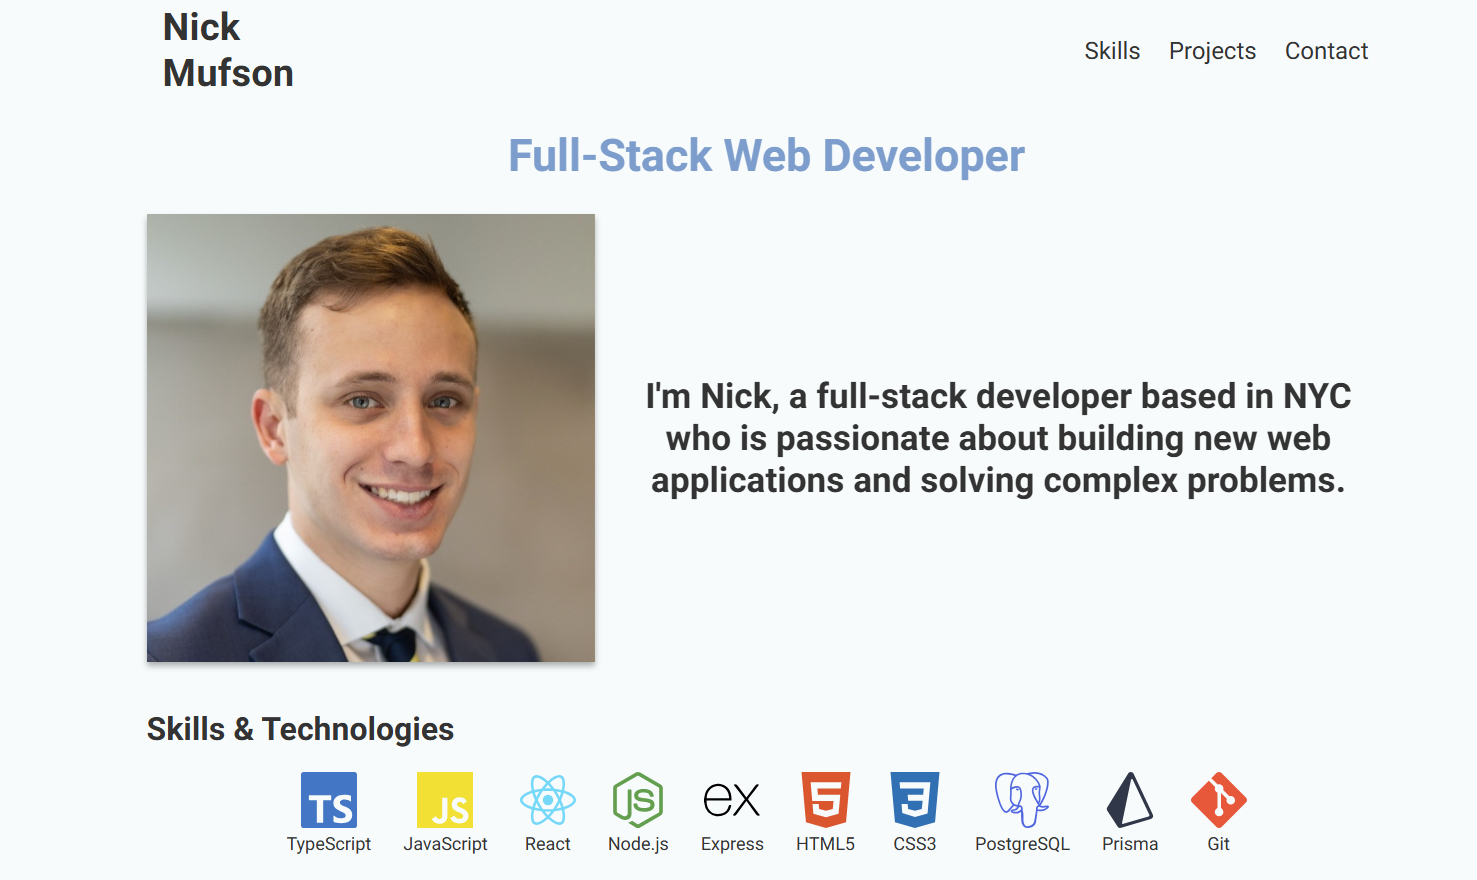 Nick
Mufson
Skills Projects Contact
Full-Stack Web Developer
I'm Nick, a full-stack developer based in NYC
who is passionate about building new web
applications and solving complex problems.
Skills & Technologies
TS JS JS ex 5 3
TypeScript JavaScript React Node.js Express HTML5 CSS3 PostgreSQL Prisma Git